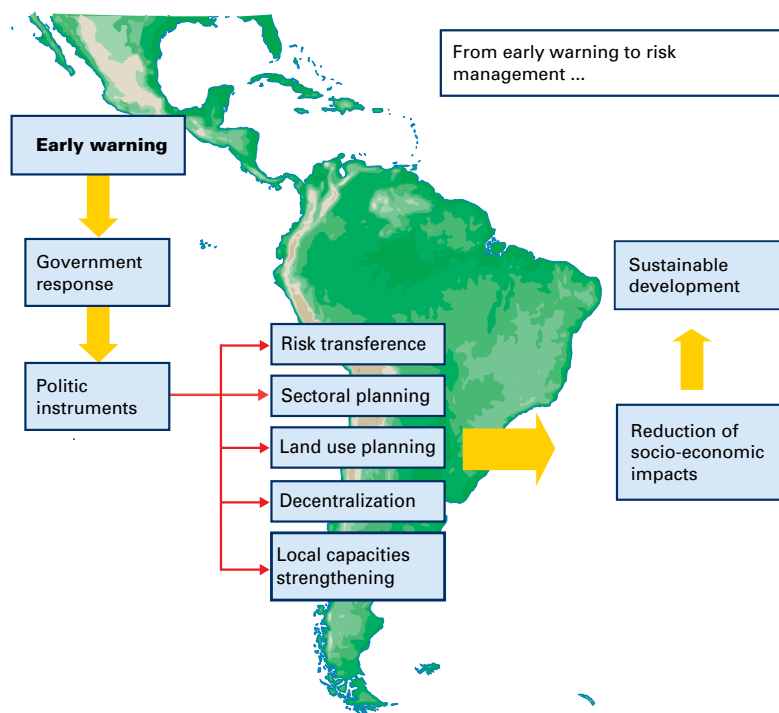 From early warning to risk
management ...
Early warning
Government
response
Politic
instruments
Risk transference
Sectoral planning
Land use planning
Decentralization
Local capacities
strengthening
Reduction of
socio-economic
impacts
Sustainable
development